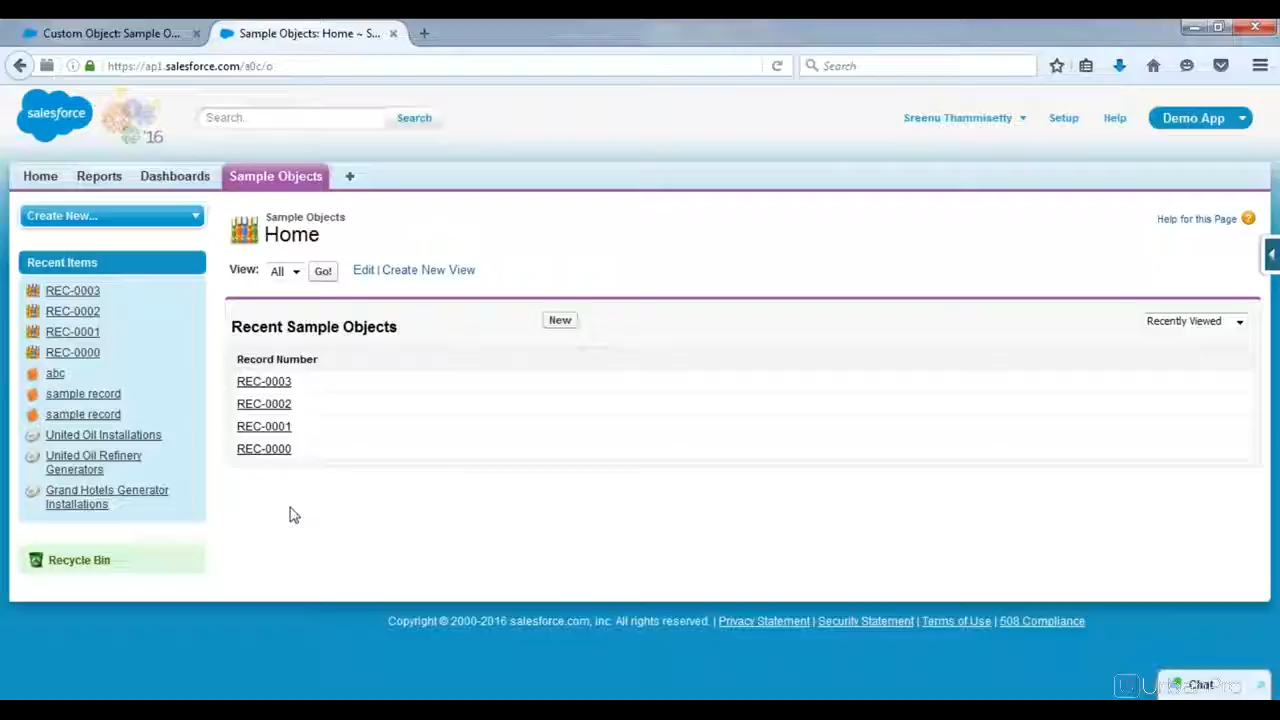 Custom Object: Sample O...
Sample Objects: Home ~ S...
https://ap1.salesforce.com/a0c/o
Search
salesforce
'16
Search...
Search
Sreenu Thammisetty
Setup
Help
Demo App
Home
Reports
Dashboards
Sample Objects
Create New...
Sample Objects
Home
Help for this Page
Recent Items
View:
All
Go!
Edit | Create New View
REC-0003
REC-0002
REC-0001
REC-0000
abc
sample record
sample record
United Oil Installations
United Oil Refinery
Generators
Grand Hotels Generator
Installations
Recent Sample Objects
New
Recently Viewed
Record Number
REC-0003
REC-0002
REC-0001
REC-0000
Recycle Bin
Copyright © 2000-2016 salesforce.com, inc. All rights reserved. | Privacy Statement | Security Statement | Terms of Use | 508 Compliance
Chat